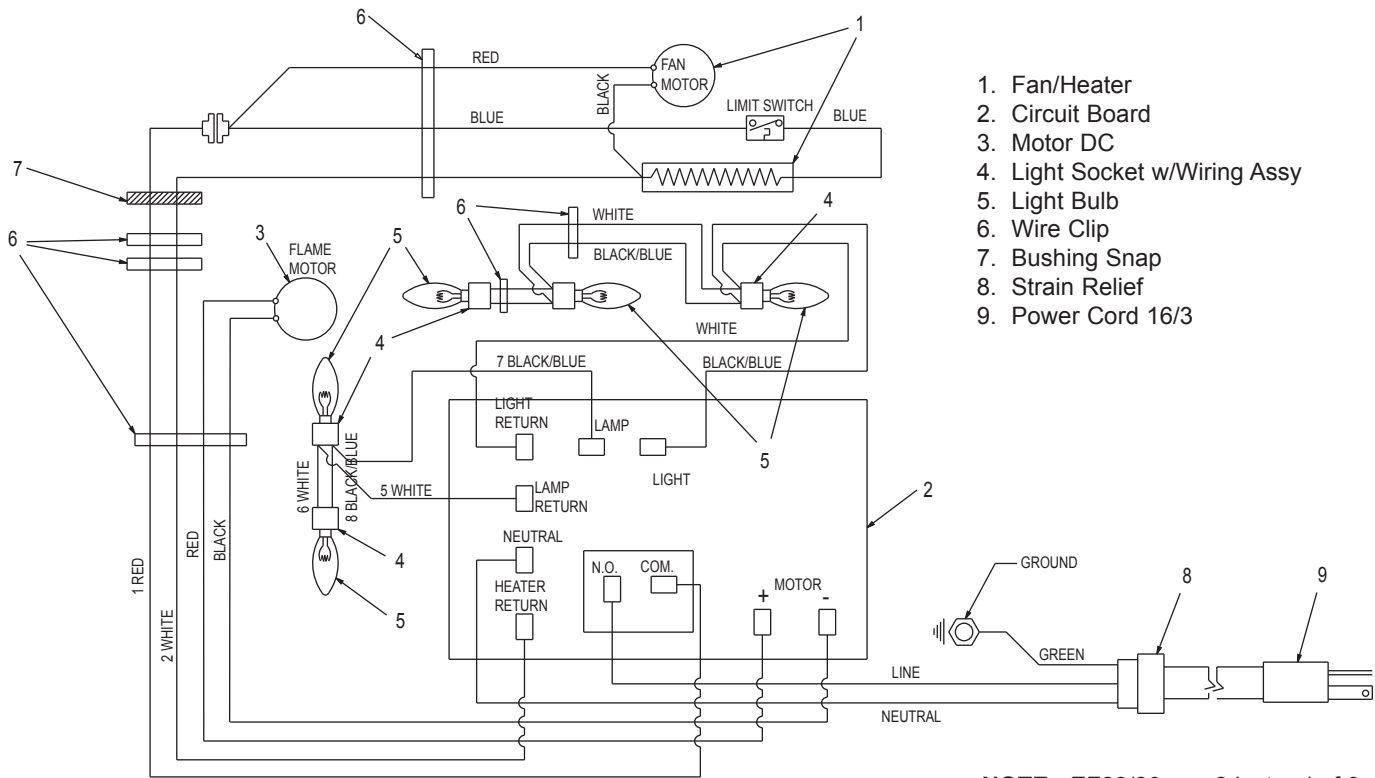 6
1
RED
FAN
MOTOR
BLACK
LIMIT SWITCH
BLUE
BLUE
7
6
3
FLAME
MOTOR
5
6
6
WHITE
4
BLACK/BLUE
WHITE
4
7 BLACK/BLUE
BLACK/BLUE
LIGHT
RETURN
LAMP
LIGHT
5
6 WHITE
8 BLACK/BLUE
5 WHITE
LAMP
RETURN
2
RED
BLACK
4
5
NEUTRAL
HEATER
RETURN
N.O.
COM.
MOTOR
+
-
1 RED
2 WHITE
GROUND
GREEN
LINE
NEUTRAL
8
9
1. Fan/Heater
2. Circuit Board
3. Motor DC
4. Light Socket w/Wiring Assy
5. Light Bulb
6. Wire Clip
7. Bushing Snap
8. Strain Relief
9. Power Cord 16/3